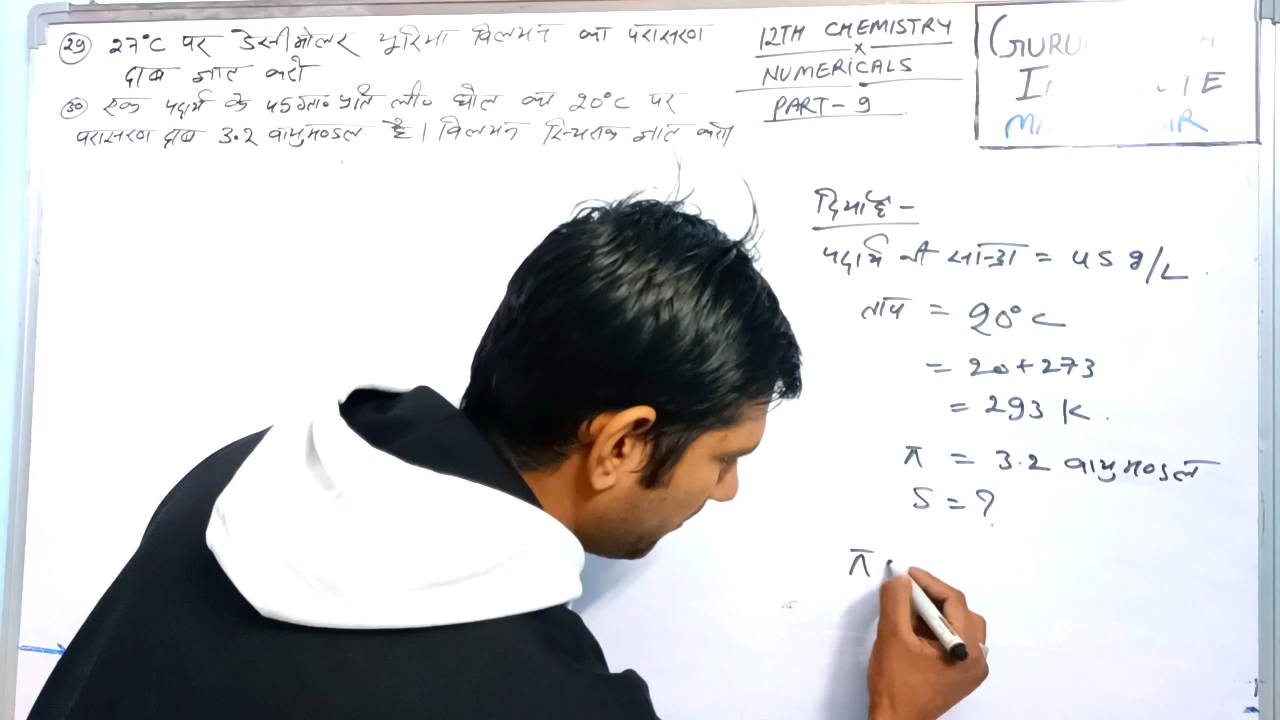 (29) 27°C पर डेसीमोलर यूरिया विलयन का परासरण
दाब ज्ञात करो
(30) एक पदार्थ के 45 ग्रा० प्रति ली० घोल का 20°C पर
परासरण दाब 3.2 वायुमण्डल है। विलयन स्थिरांक ज्ञात करो
12TH CHEMISTRY
x
NUMERICALS
PART-9
GURU
दिया है -
पदार्थ की सान्द्रता = 45 g/L
ताप = 20°C
= 20+273
= 293 K.
π = 3.2 वायुमण्डल
S = ?
π